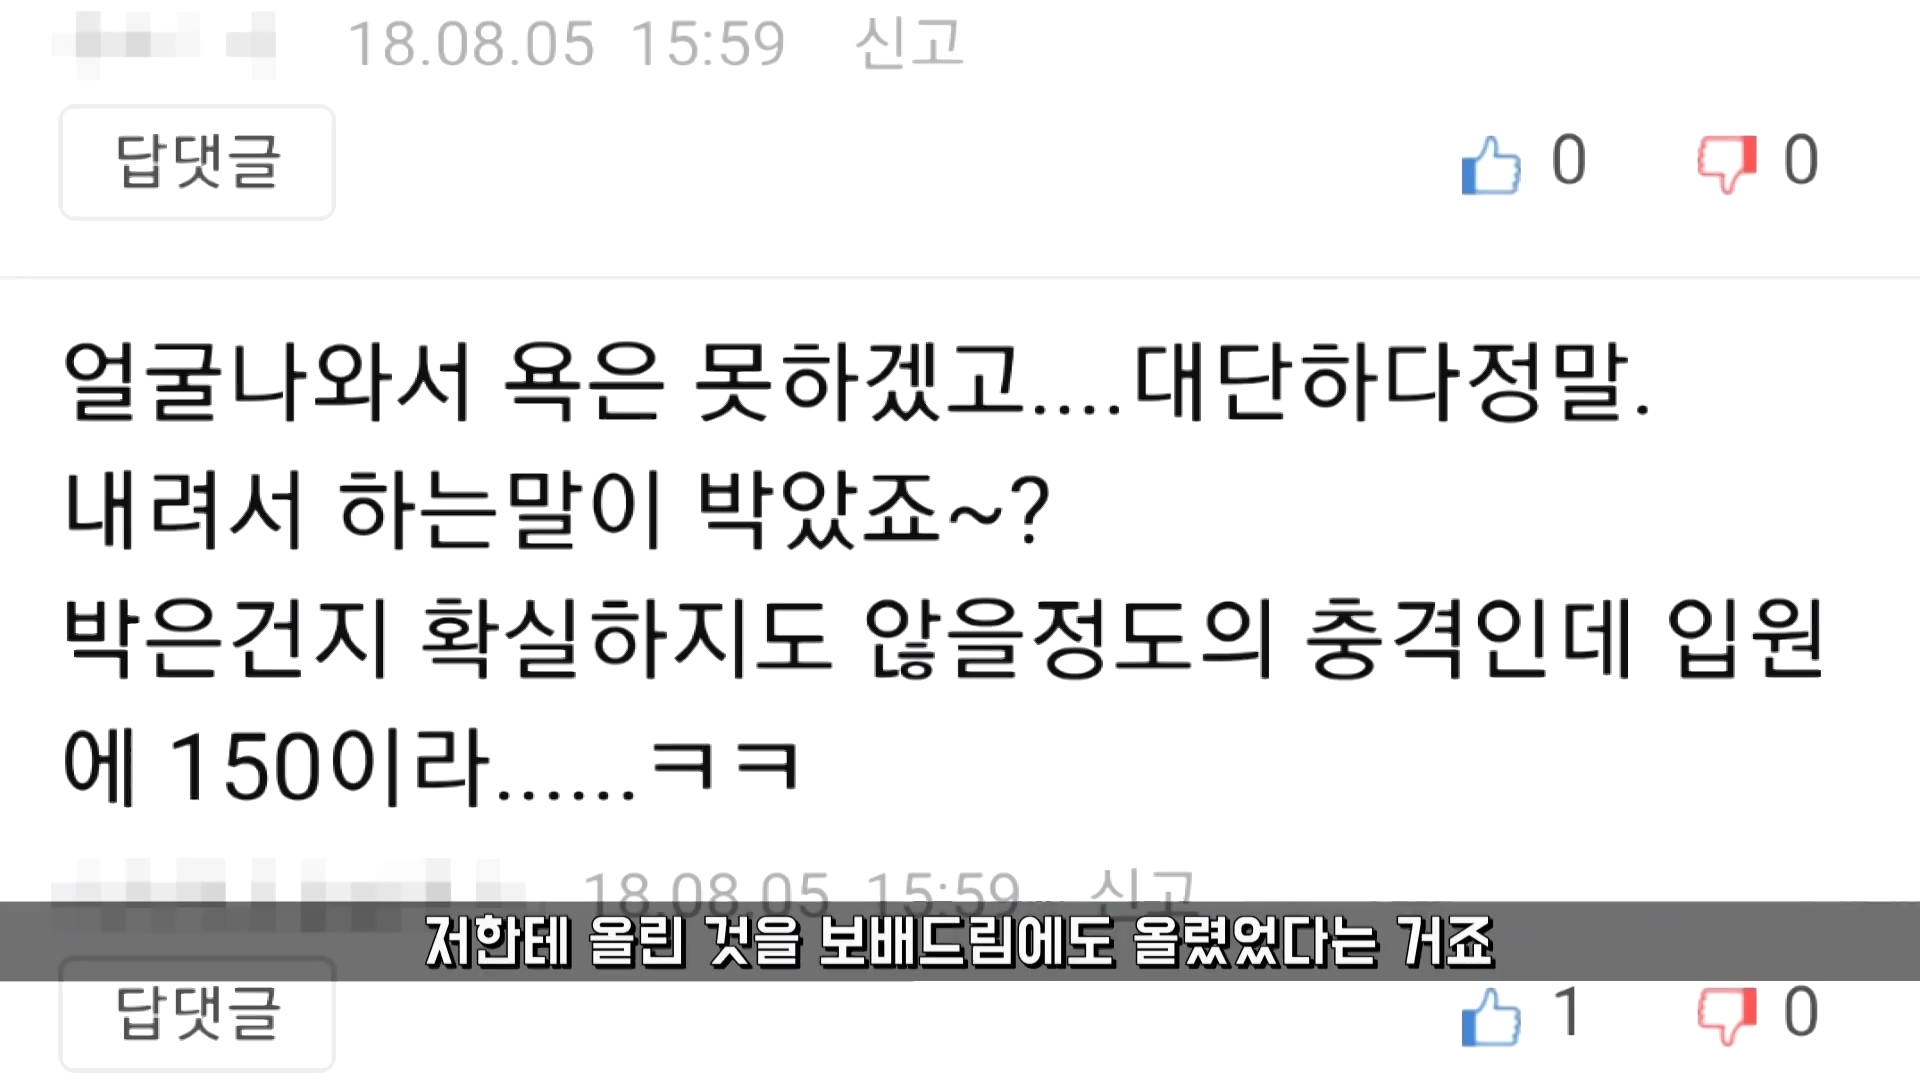 18.08.05 15:59 신고
답댓글 0 0
얼굴나와서 욕은 못하겠고....대단하다정말.
내려서 하는말이 박았죠~?
박은건지 확실하지도 않을정도의 충격인데 입원
에 150이라......ㅋㅋ
18.08.05 15:59 신고
저한테 올린 것을 보배드림에도 올렸었다는 거죠
답댓글 1 0